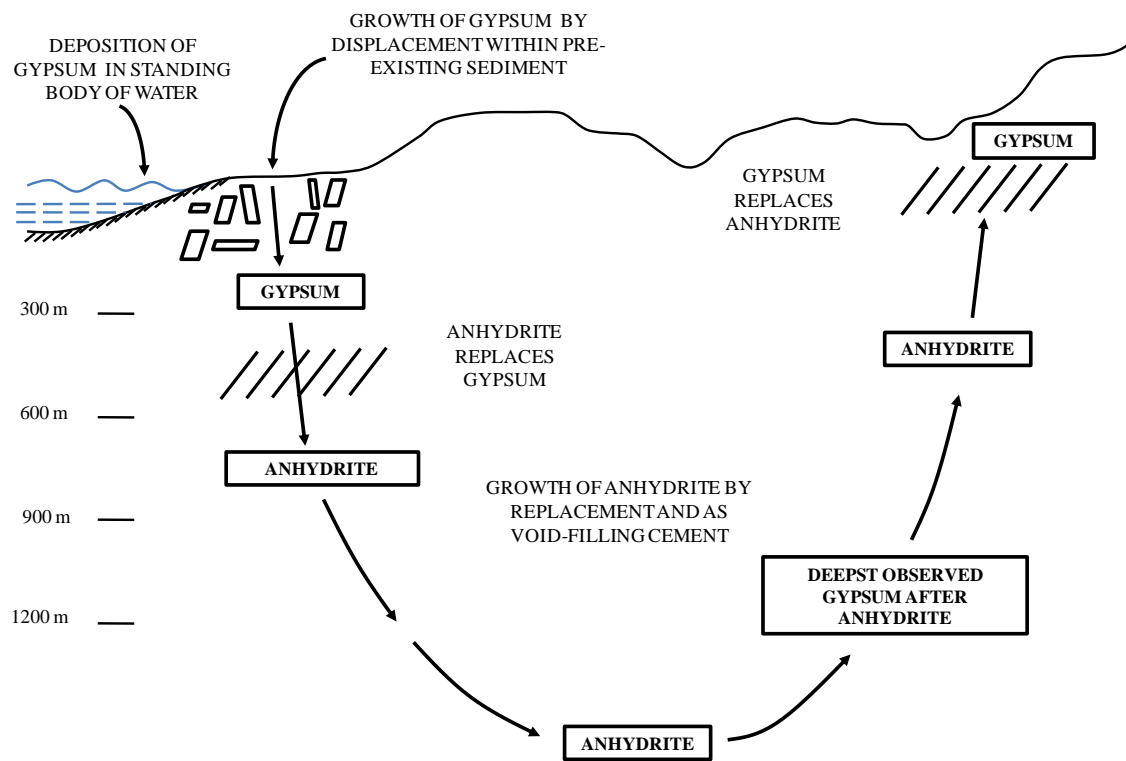 DEPOSITION OF
GYPSUM IN STANDING
BODY OF WATER
GROWTH OF GYPSUM BY
DISPLACEMENT WITHIN PRE-
EXISTING SEDIMENT
GYPSUM
GYPSUM
REPLACES
ANHYDRITE
GYPSUM
300 m
ANHYDRITE
REPLACES
GYPSUM
ANHYDRITE
600 m
ANHYDRITE
GROWTH OF ANHYDRITE BY
REPLACEMENT AND AS
VOID-FILLING CEMENT
900 m
DEEPST OBSERVED
GYPSUM AFTER
ANHYDRITE
1200 m
ANHYDRITE